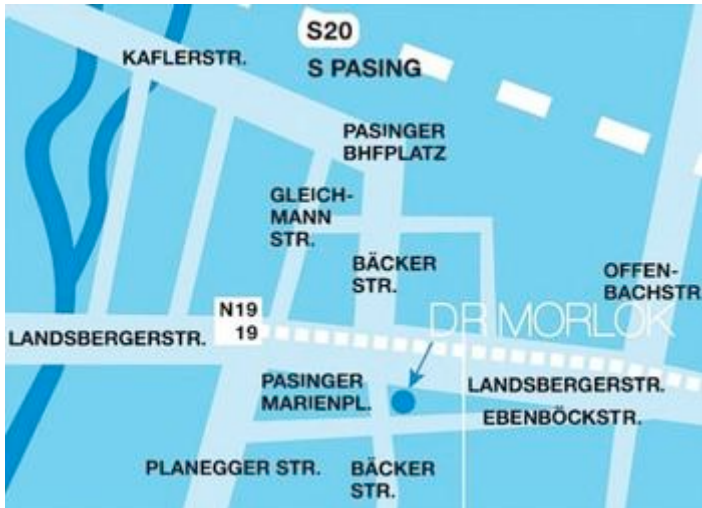 S20
KAFLERSTR.
S PASING
PASINGER
BHFPLATZ
GLEICH-
MANN
STR.
BÄCKER
STR.
OFFEN-
BACHSTR
N19
19
DR MORLOK
LANDSBERGERSTR.
PASINGER
MARIENPL.
LANDSBERGERSTR.
EBENBÖCKSTR.
PLANEGGER STR.
BÄCKER
STR.